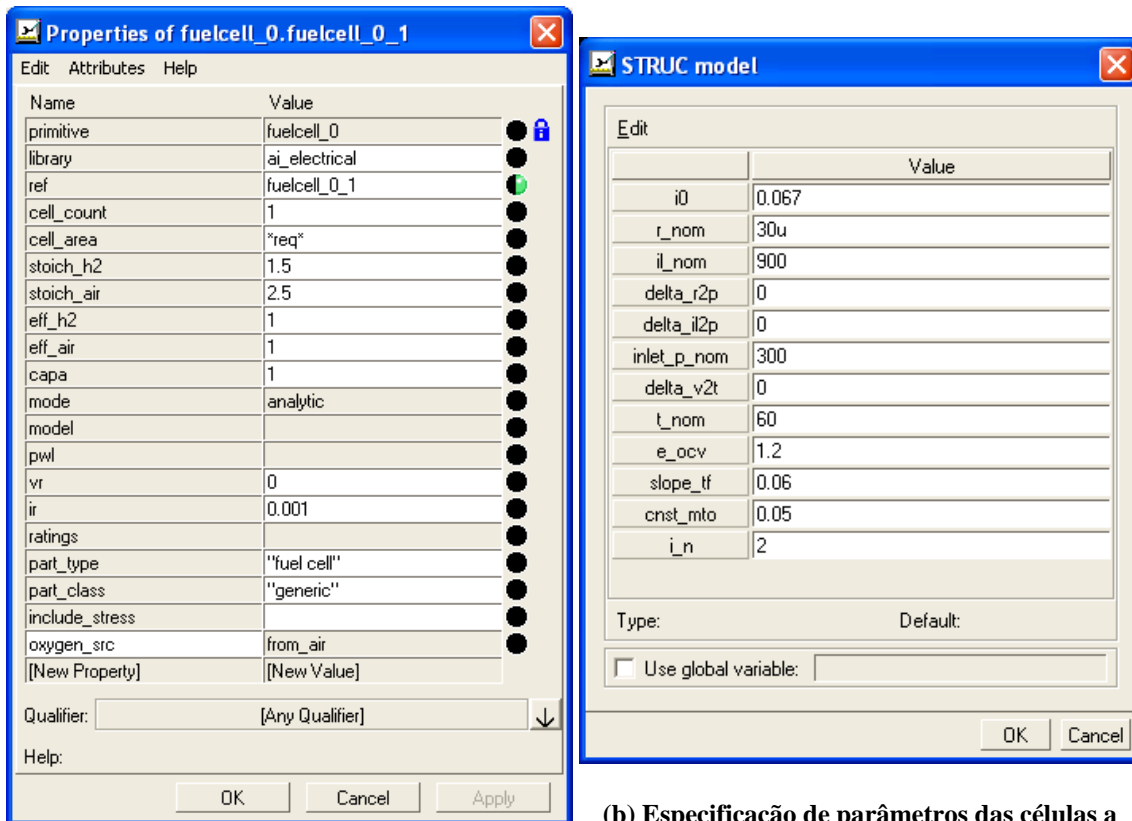 Properties of fuelcell_0.fuelcell_0_1
Edit Attributes Help
Name Value
primitive fuelcell_0
library ai_electrical
ref fuelcell_0_1
cell_count 1
cell_area *req*
stoich_h2 1.5
stoich_air 2.5
eff_h2 1
eff_air 1
capa 1
mode analytic
model
pwl
vr 0
ir 0.001
ratings
part_type "fuel cell"
part_class "generic"
include_stress
oxygen_src from_air
[New Property] [New Value]
Qualifier: [Any Qualifier]
Help:
OK Cancel Apply
STRUC model
Edit
Value
i0 0.067
r_nom 30u
il_nom 900
delta_r2p 0
delta_il2p 0
inlet_p_nom 300
delta_v2t 0
t_nom 60
e_ocv 1.2
slope_tf 0.06
cnst_mto 0.05
i_n 2
Type: Default:
Use global variable:
OK Cancel
(b) Especificação de parâmetros das células a